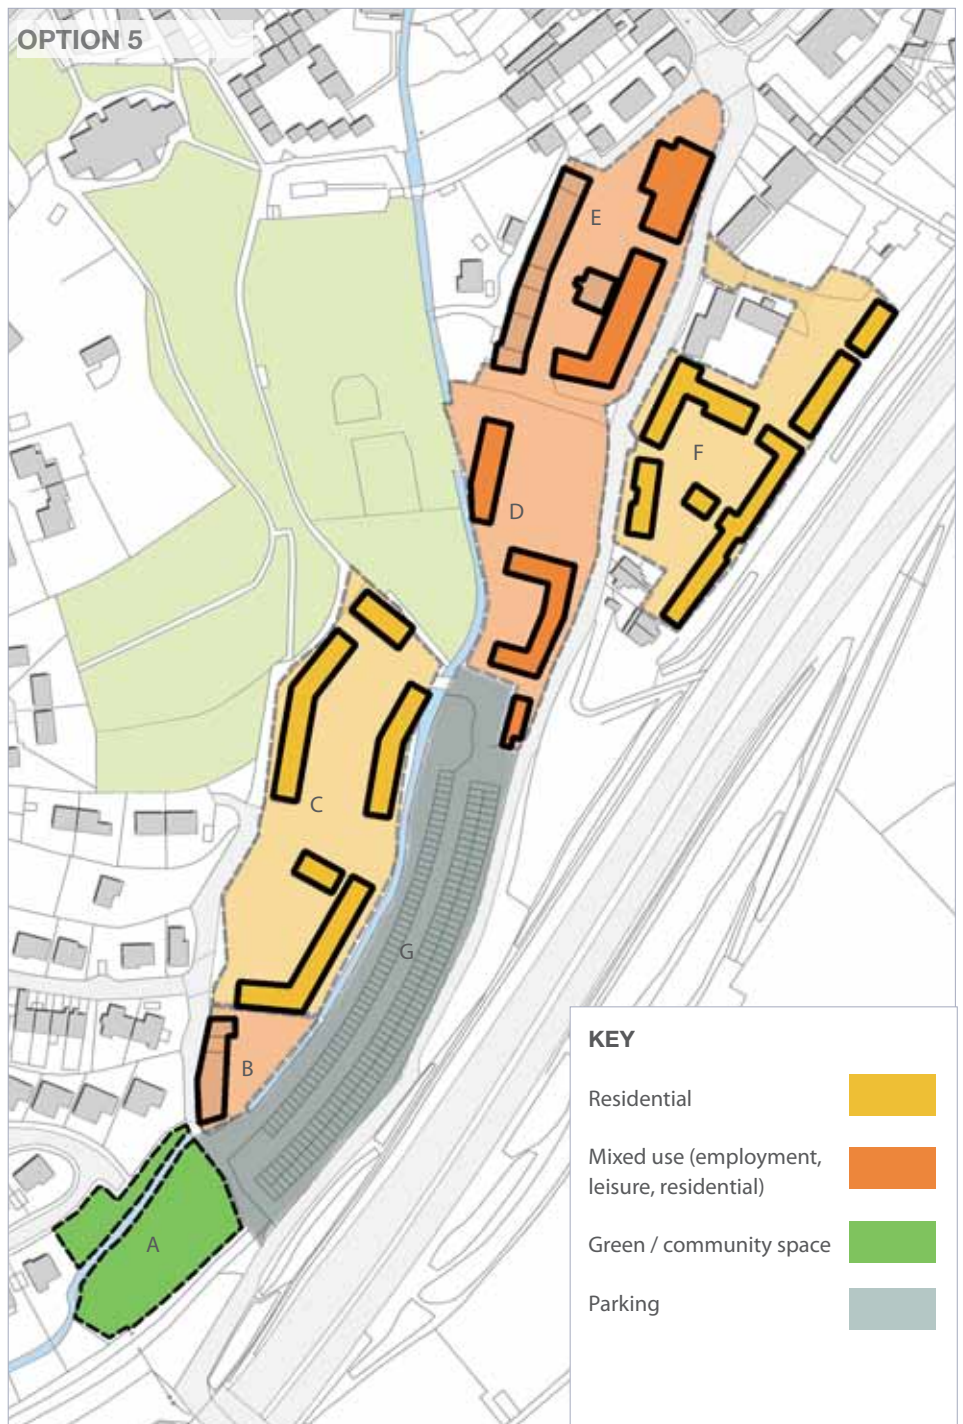 OPTION 5
E
F
D
C
G
B
A
KEY
Residential
Mixed use (employment,
leisure, residential)
Green / community space
Parking